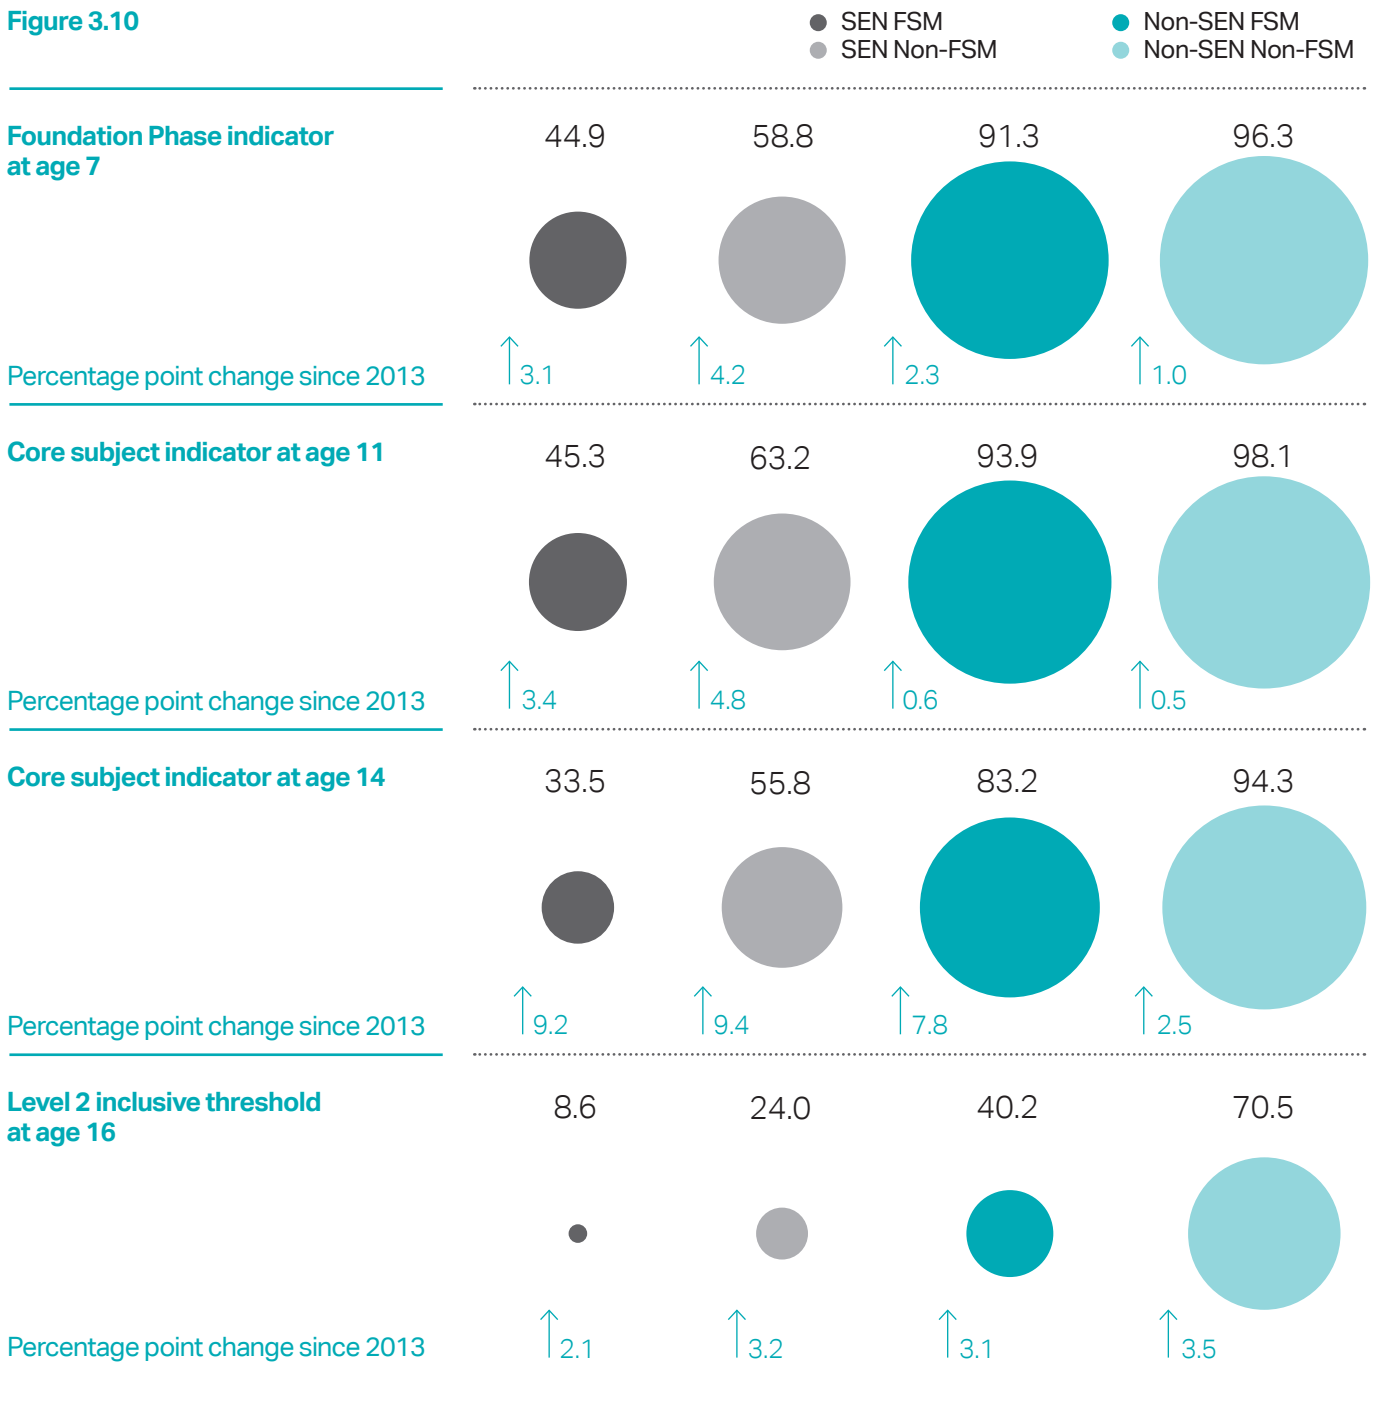 Figure 3.10
SEN FSM
SEN Non-FSM
Non-SEN FSM
Non-SEN Non-FSM
Foundation Phase indicator
at age 7
44.9 58.8 91.3 96.3
Percentage point change since 2013 3.1 4.2 2.3 1.0
Core subject indicator at age 11 45.3 63.2 93.9 98.1
Percentage point change since 2013 3.4 4.8 0.6 0.5
Core subject indicator at age 14 33.5 55.8 83.2 94.3
Percentage point change since 2013 9.2 9.4 7.8 2.5
Level 2 inclusive threshold
at age 16
8.6 24.0 40.2 70.5
Percentage point change since 2013 2.1 3.2 3.1 3.5